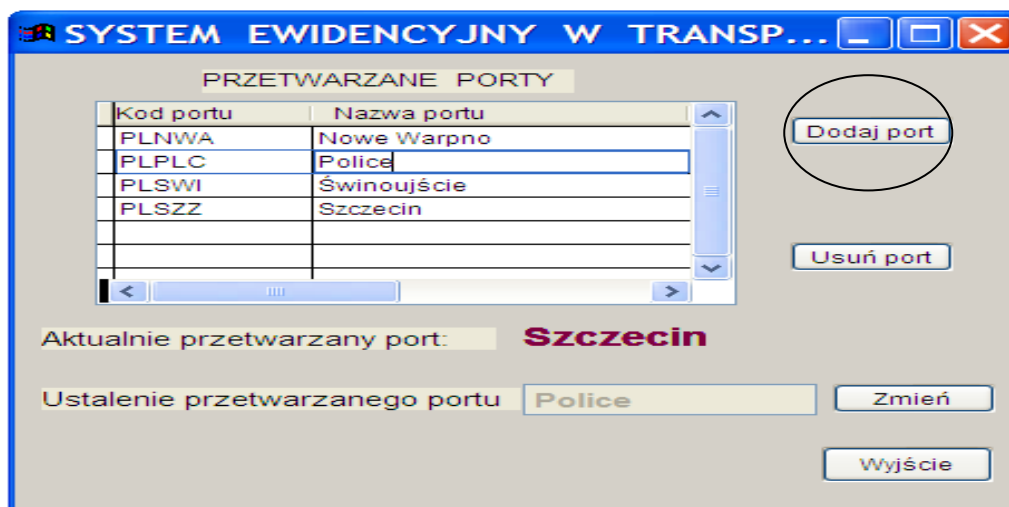 SYSTEM EWIDENCYJNY W TRANSP...
PRZETWARZANE PORTY
Kod portu Nazwa portu
PLNWA Nowe Warpno
PLPLC Police
PLSWI Świnoujście
PLSZZ Szczecin
Dodaj port
Usuń port
Aktualnie przetwarzany port: Szczecin
Ustalenie przetwarzanego portu Police Zmień
Wyjście